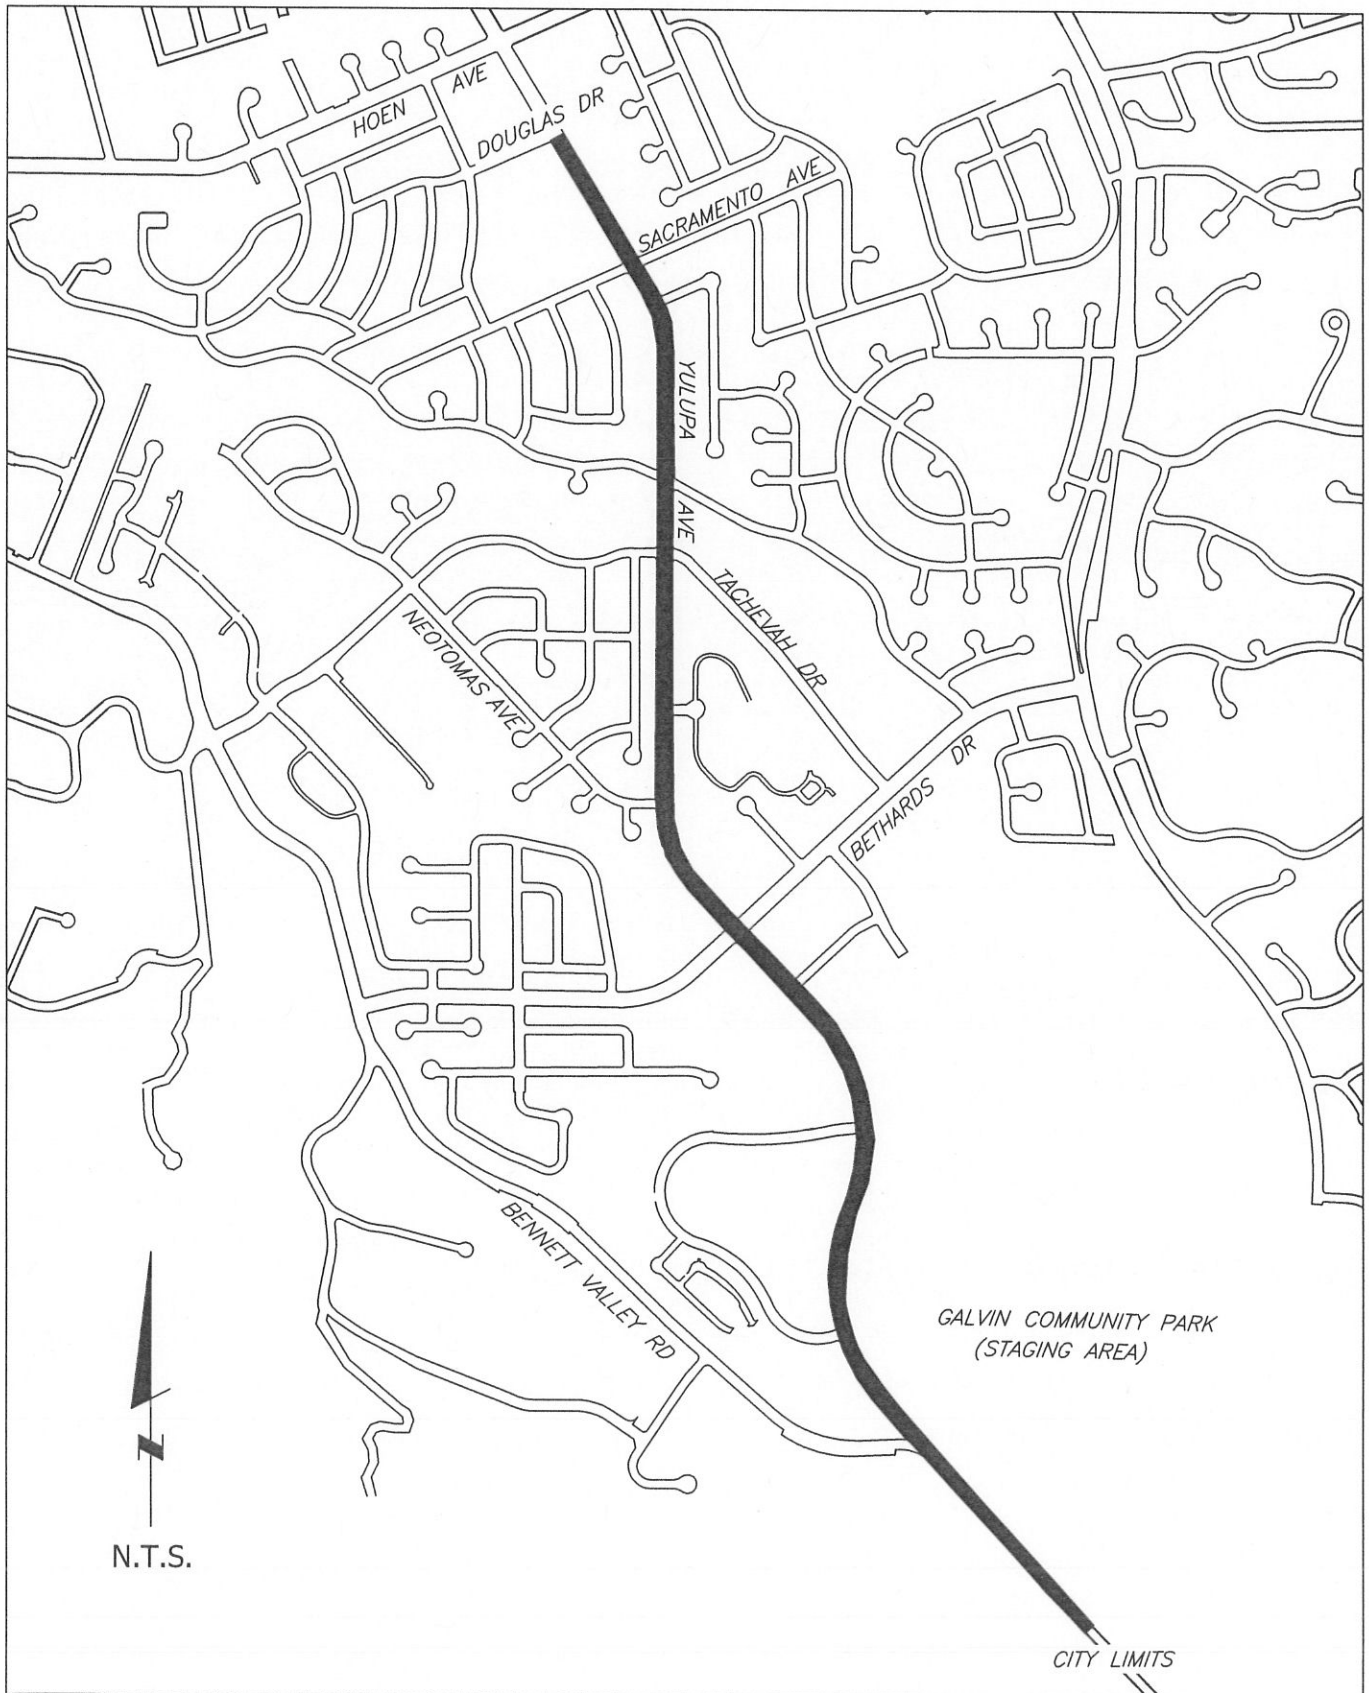 HOEN AVE
DOUGLAS DR
SACRAMENTO AVE
YULUPA AVE
TACHEVAH DR
NEOTOMAS AVE
BETHARDS DR
BENNETT VALLEY RD
GALVIN COMMUNITY PARK
(STAGING AREA)
N
N.T.S.
CITY LIMITS